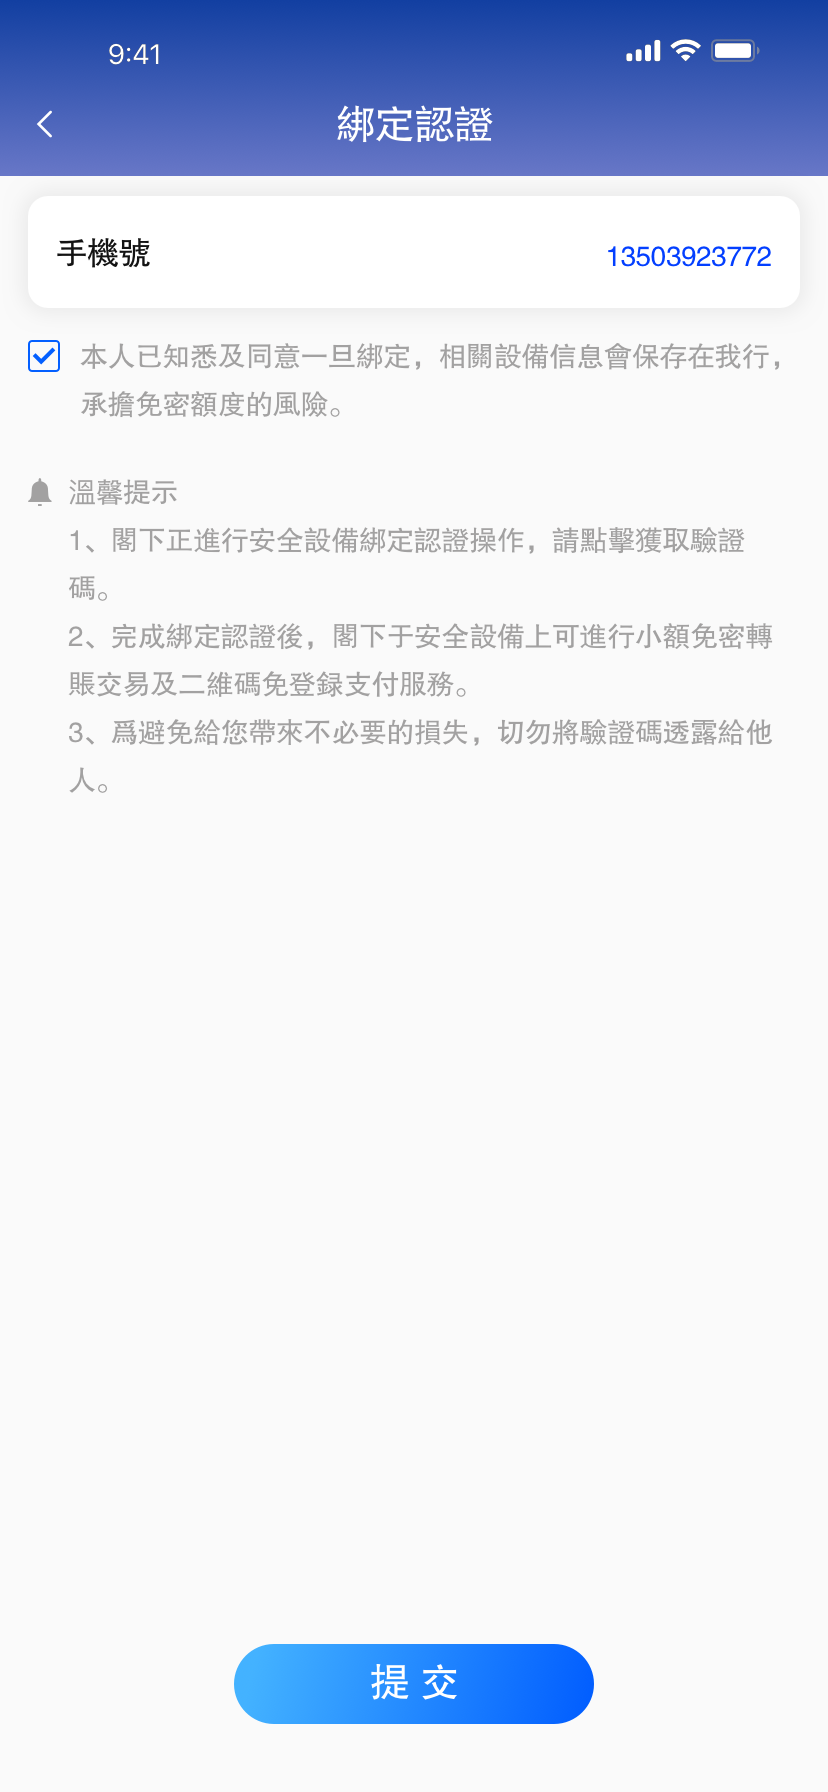 9:41
綁定認證
手機號
13503923772
本人已知悉及同意一旦綁定，相關設備信息會保存在我行，
承擔免密額度的風險。
溫馨提示
1、閣下正進行安全設備綁定認證操作，請點擊獲取驗證
碼。
2、完成綁定認證後，閣下于安全設備上可進行小額免密轉
賬交易及二維碼免登録支付服務。
3、爲避免給您帶來不必要的損失，切勿將驗證碼透露給他
人。
提 交